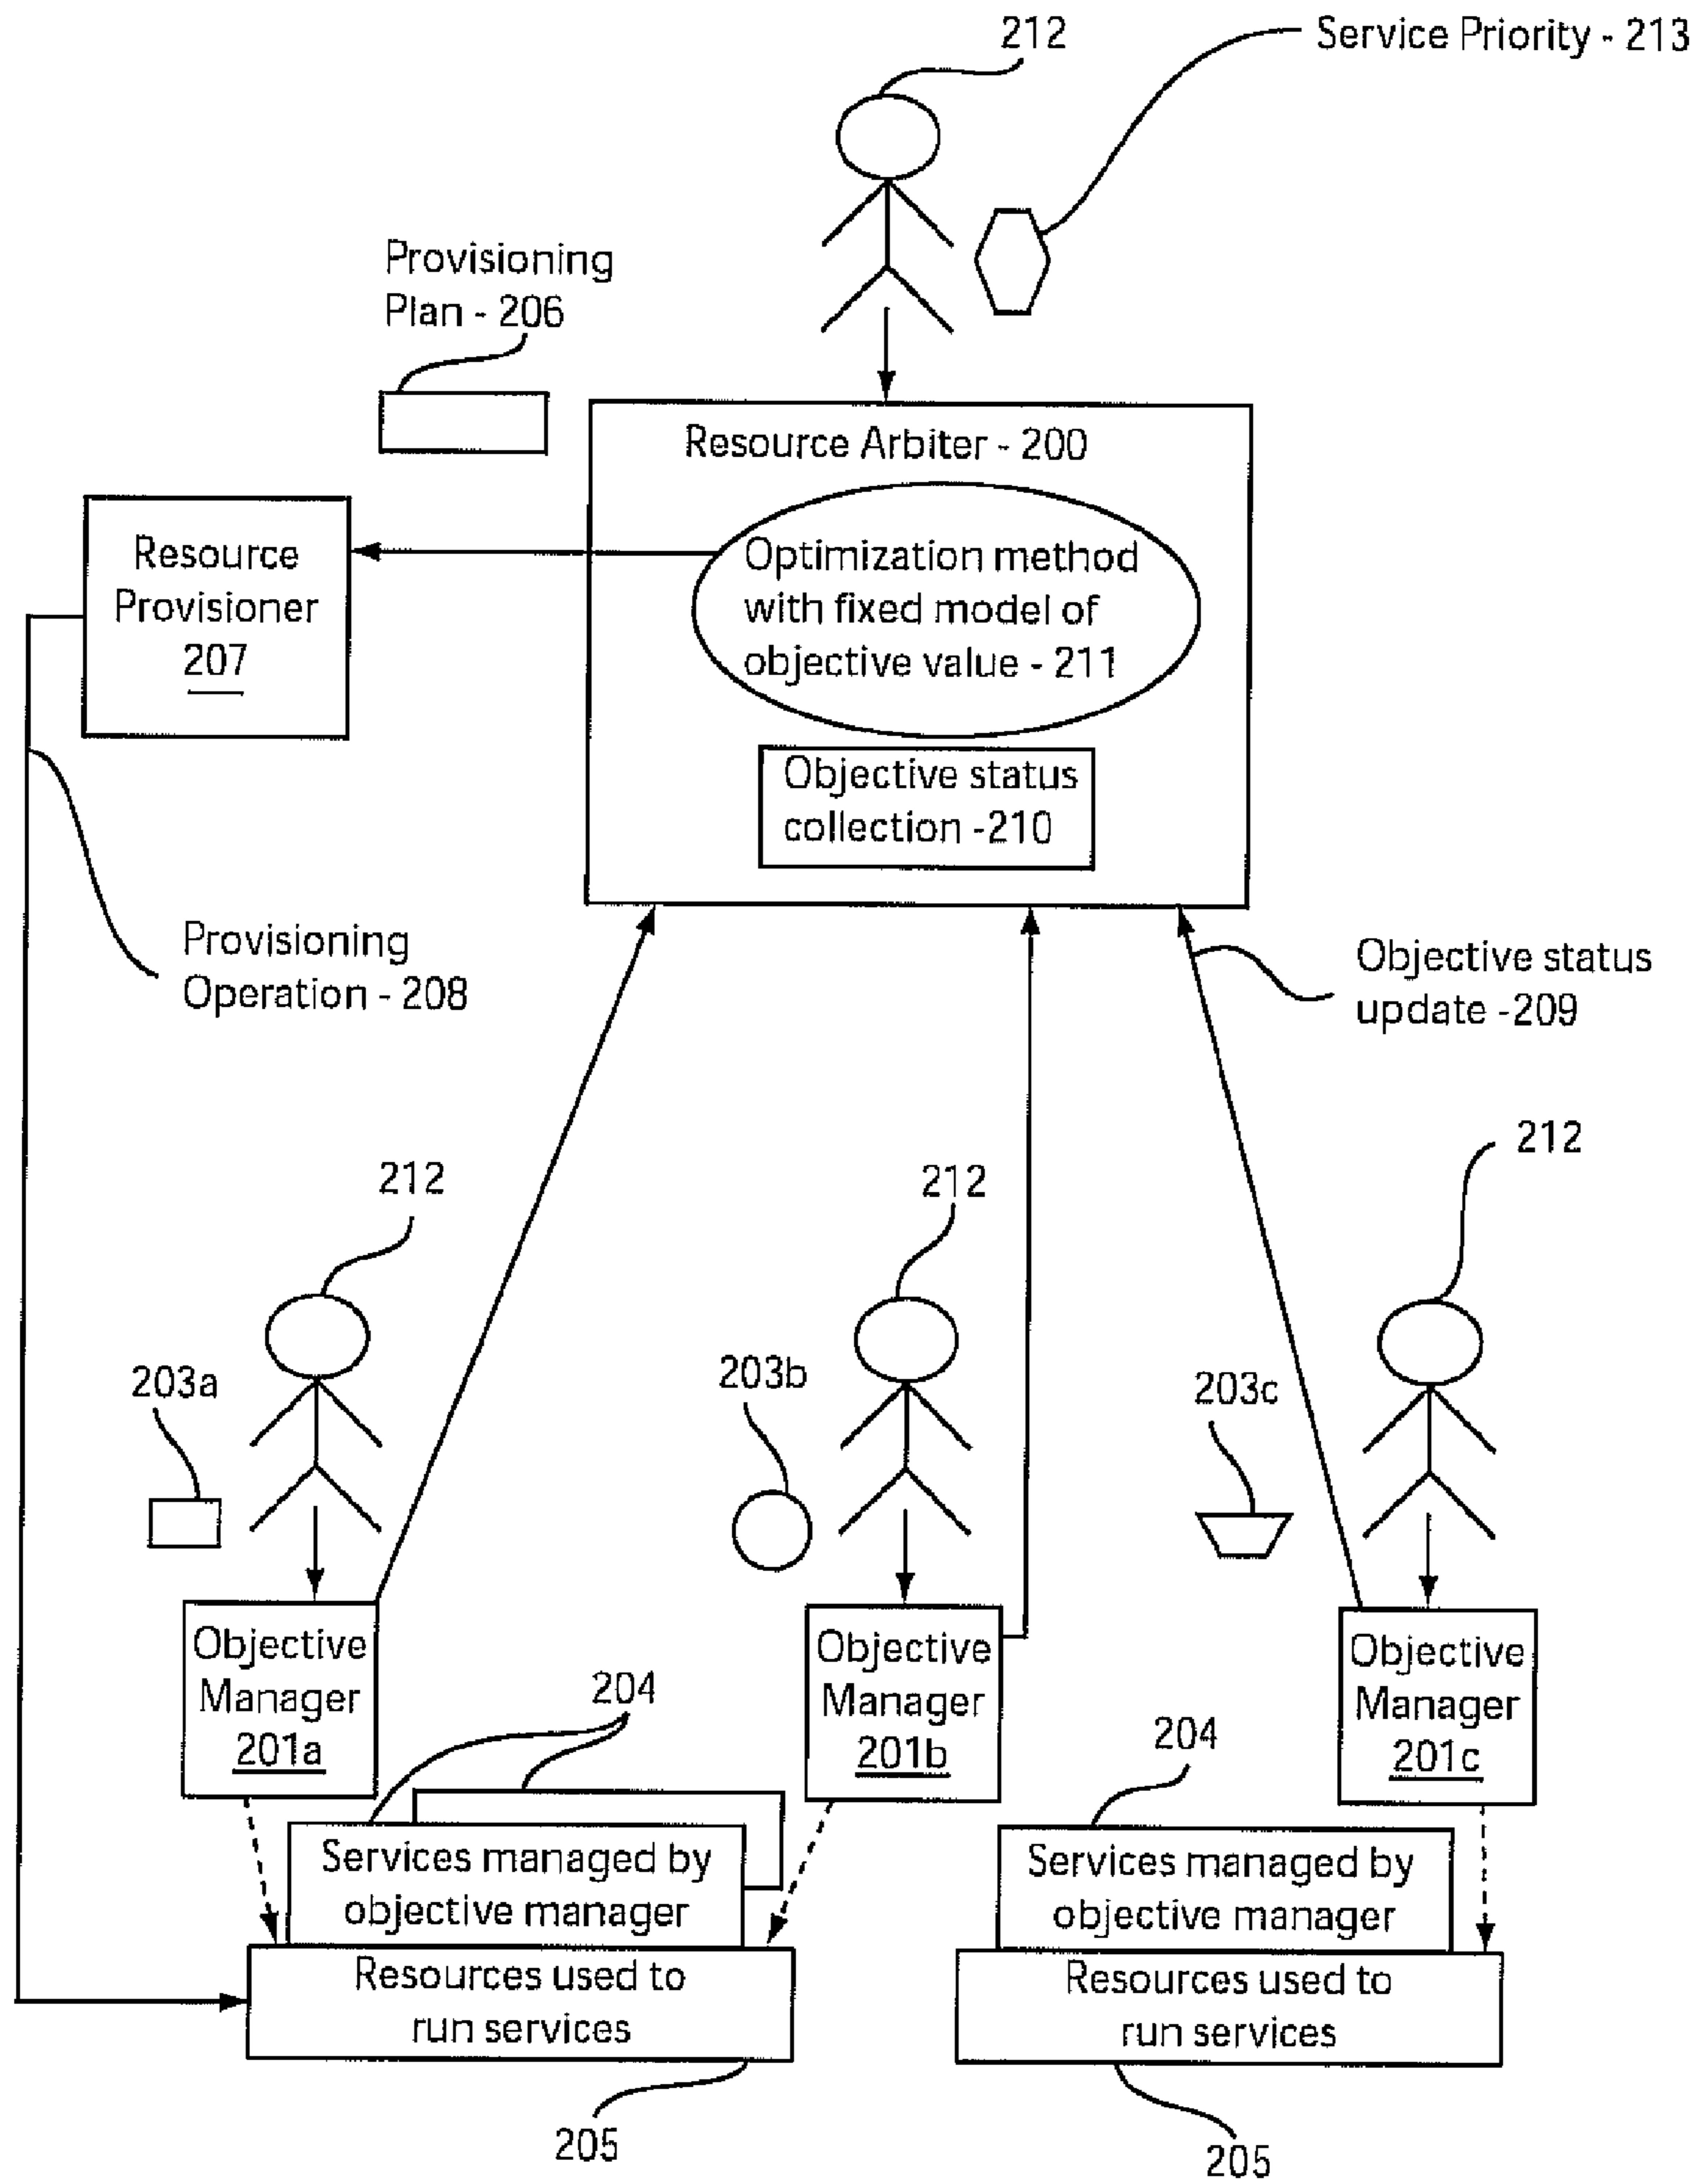 212
Service Priority - 213
Provisioning
Plan - 206
Resource Arbiter - 200
Resource
Provisioner
207
Optimization method
with fixed model of
objective value - 211
Objective status
collection -210
Provisioning
Operation - 208
Objective status
update -209
212
212
212
203a
203b
203c
Objective
Manager
201a
Objective
Manager
201b
Objective
Manager
201c
204
204
Services managed by
objective manager
Services managed by
objective manager
Resources used to
run services
Resources used to
run services
205
205